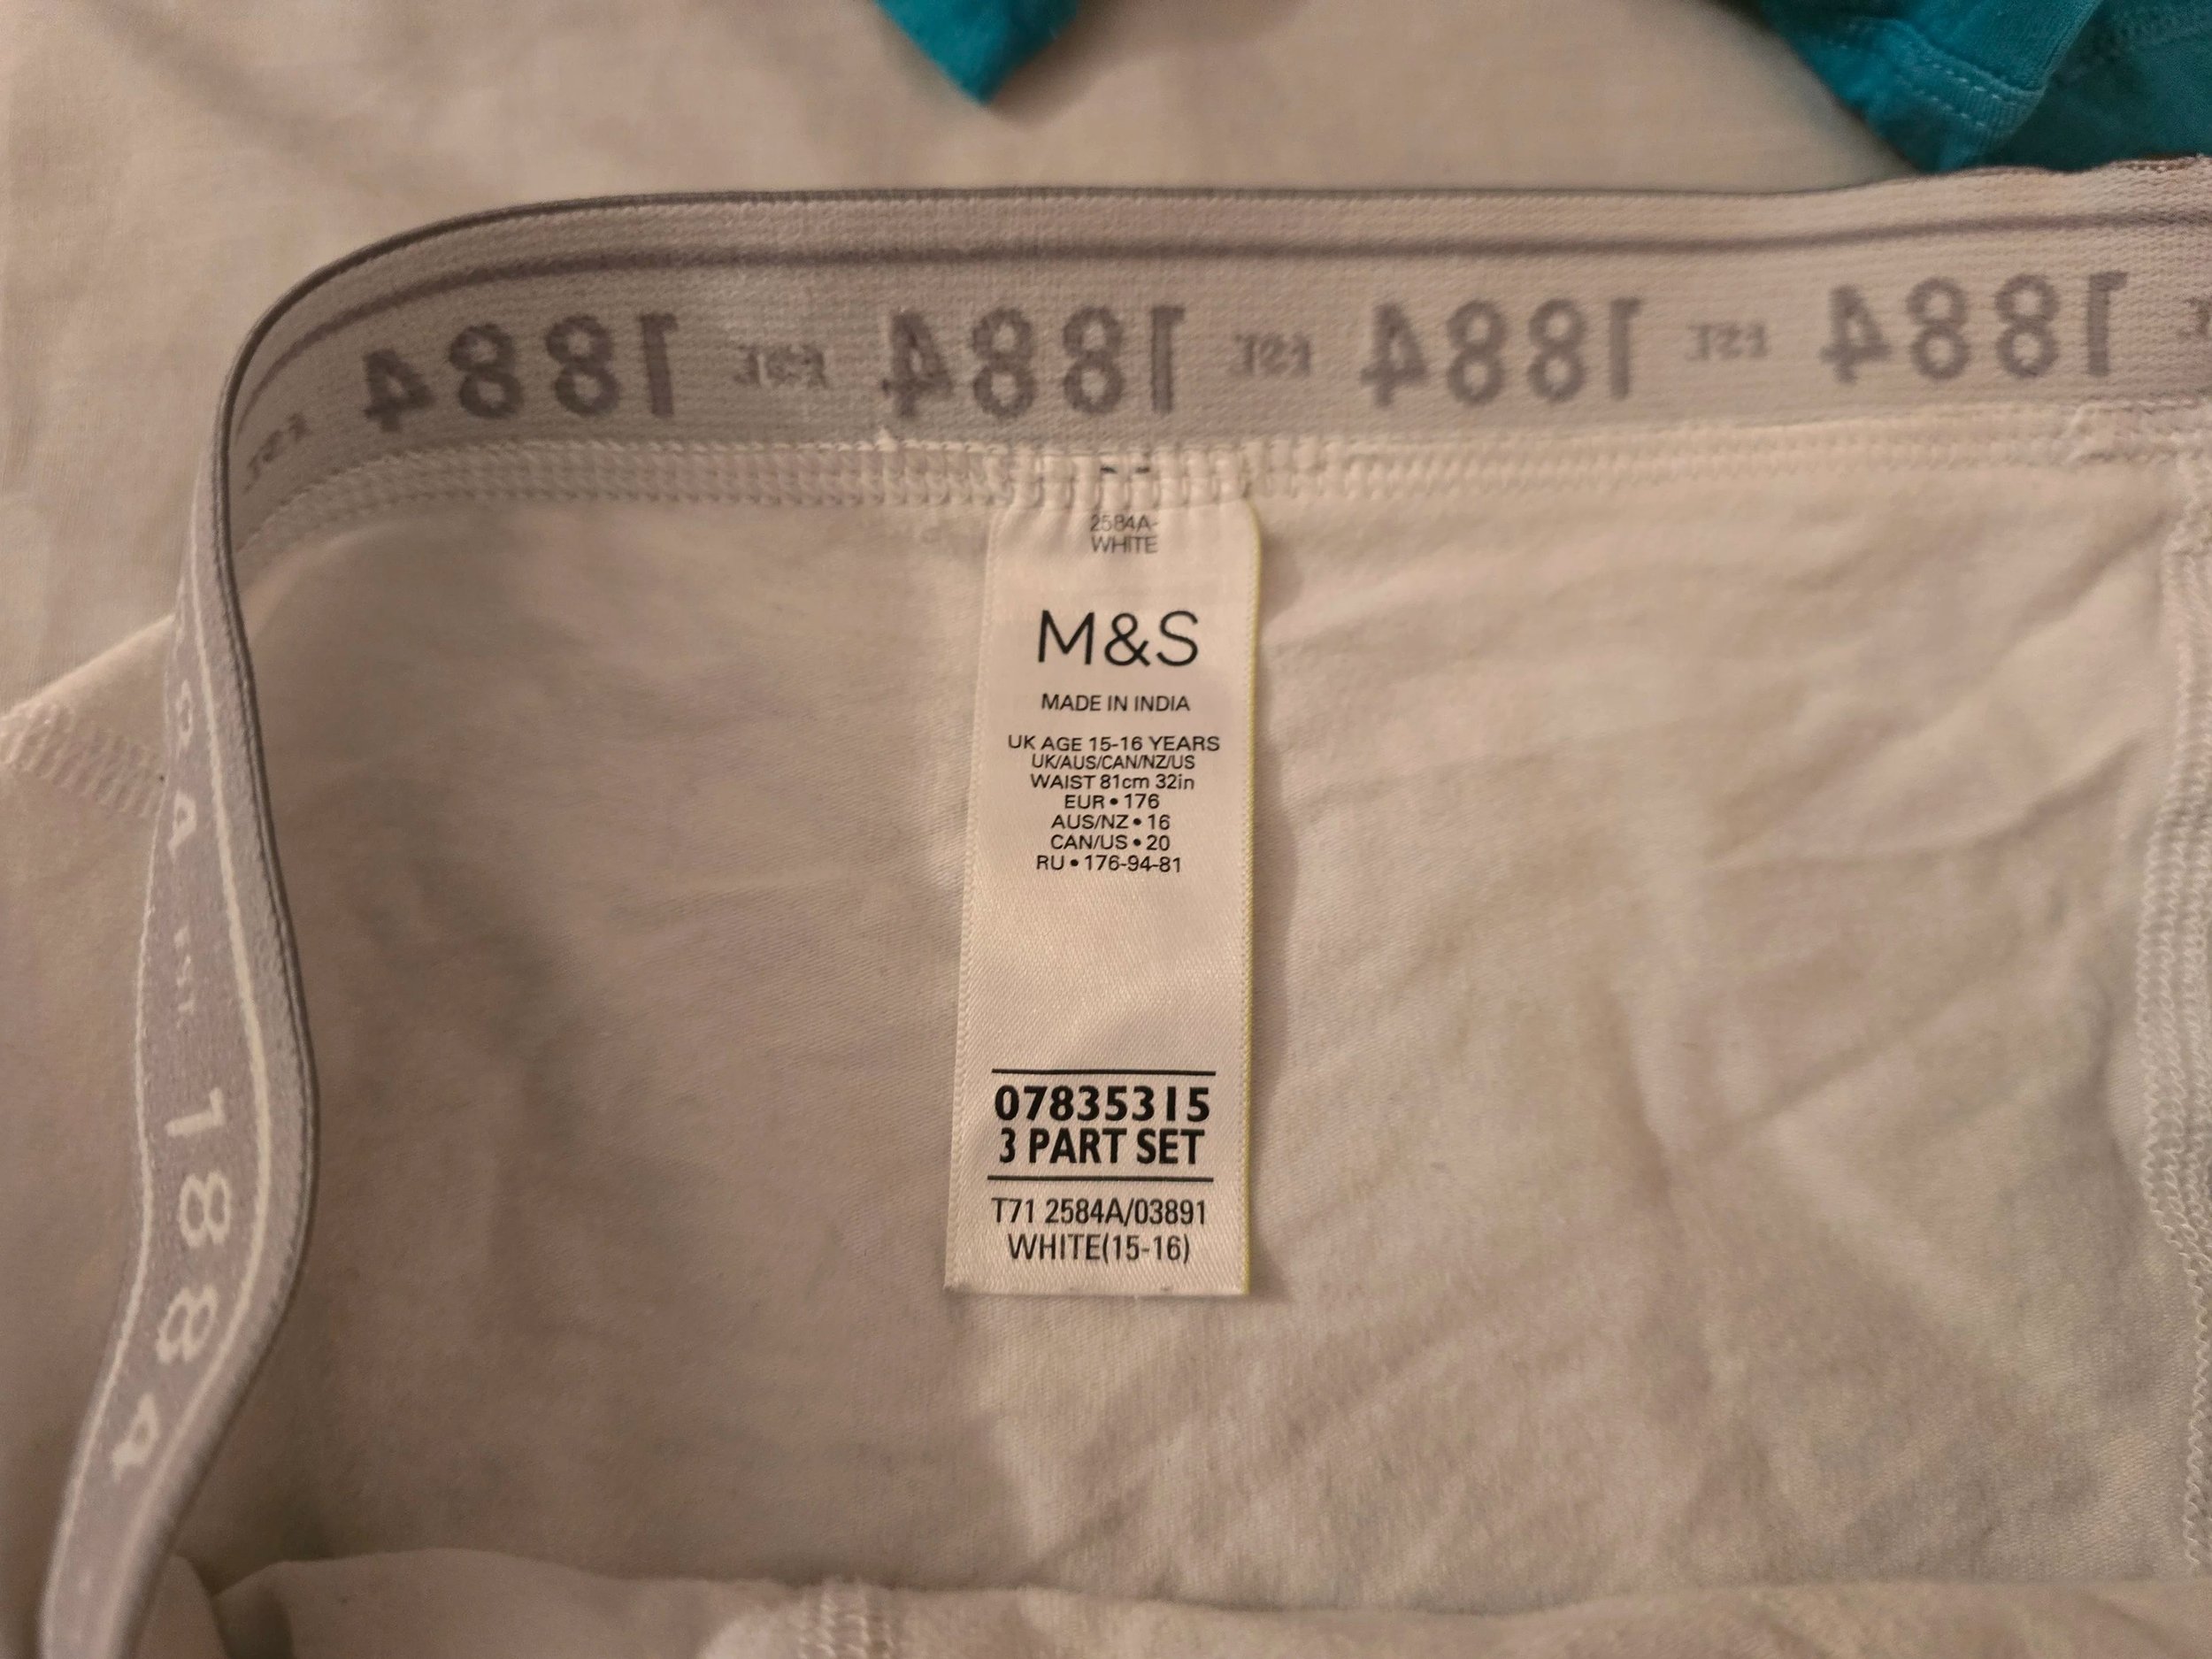 1884 EST. 1884 EST. 1884 EST. 1884
2584A-
WHITE
M&S
MADE IN INDIA
UK AGE 15-16 YEARS
UK/AUS/CAN/NZ/US
WAIST 81cm 32in
EUR • 176
AUS/NZ • 16
CAN/US • 20
RU • 176-94-81
07835315
3 PART SET
T71 2584A/03891
WHITE(15-16)
EST. 1884